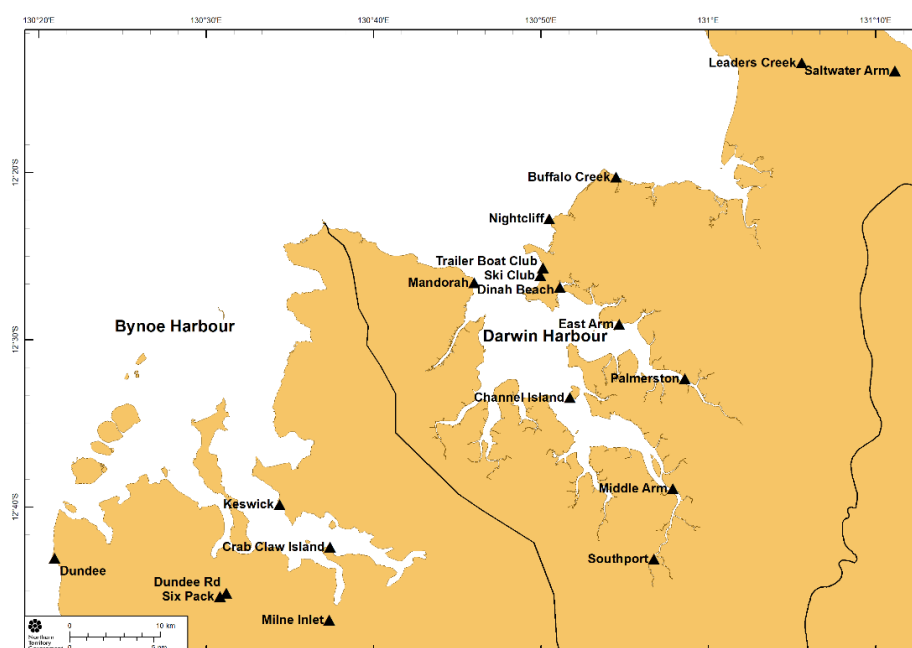 130°20'E
130°30'E
130°40'E
130°50'E
131°E
131°10'E
Leaders Creek
Saltwater Arm
12°20'S
Buffalo Creek
Nightcliff
Trailer Boat Club
Ski Club
Mandorah
Dinah Beach
Bynoe Harbour
East Arm
12°30'S
Darwin Harbour
Palmerston
Channel Island
Middle Arm
12°40'S
Keswick
Crab Claw Island
Southport
Dundee
Dundee Rd
Six Pack
Milne Inlet
0 10 km
Northern
Territory